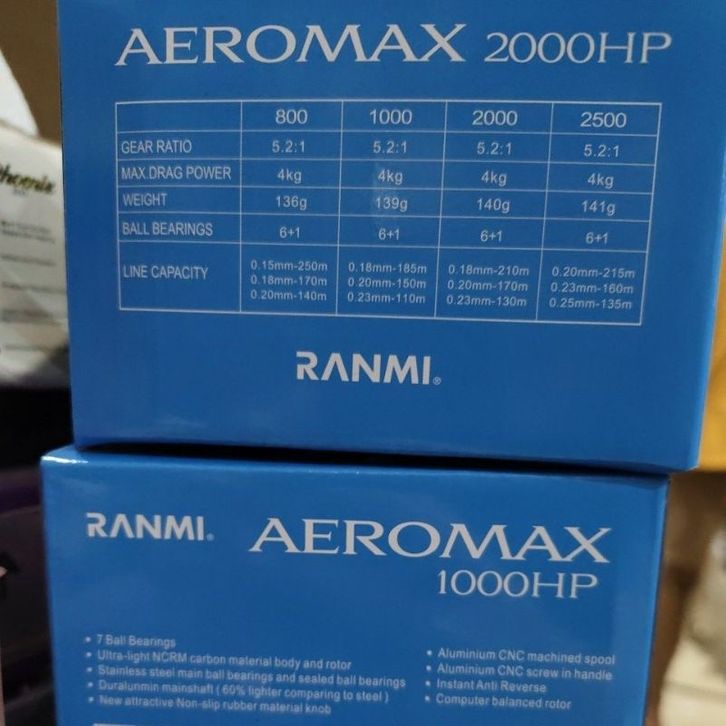 AEROMAX 2000HP
800 1000 2000 2500
GEAR RATIO 5.2:1 5.2:1 5.2:1 5.2:1
MAX.DRAG POWER 4kg 4kg 4kg 4kg
WEIGHT 136g 139g 140g 141g
BALL BEARINGS 6+1 6+1 6+1 6+1
LINE CAPACITY 0.15mm-250m 0.18mm-185m 0.18mm-210m 0.20mm-215m
0.18mm-170m 0.20mm-150m 0.20mm-170m 0.23mm-160m
0.20mm-140m 0.23mm-110m 0.23mm-130m 0.25mm-135m
RANMI®
RANMI® AEROMAX
1000HP
• 7 Ball Bearings
• Ultra-light NCRM carbon material body and rotor
• Stainless steel main ball bearings and sealed ball bearings
• Duralunmin mainshaft ( 60% lighter comparing to steel )
• New attractive Non-slip rubber material knob
• Aluminium CNC machined spool
• Aluminium CNC screw in handle
• Instant Anti Reverse
• Computer balanced rotor